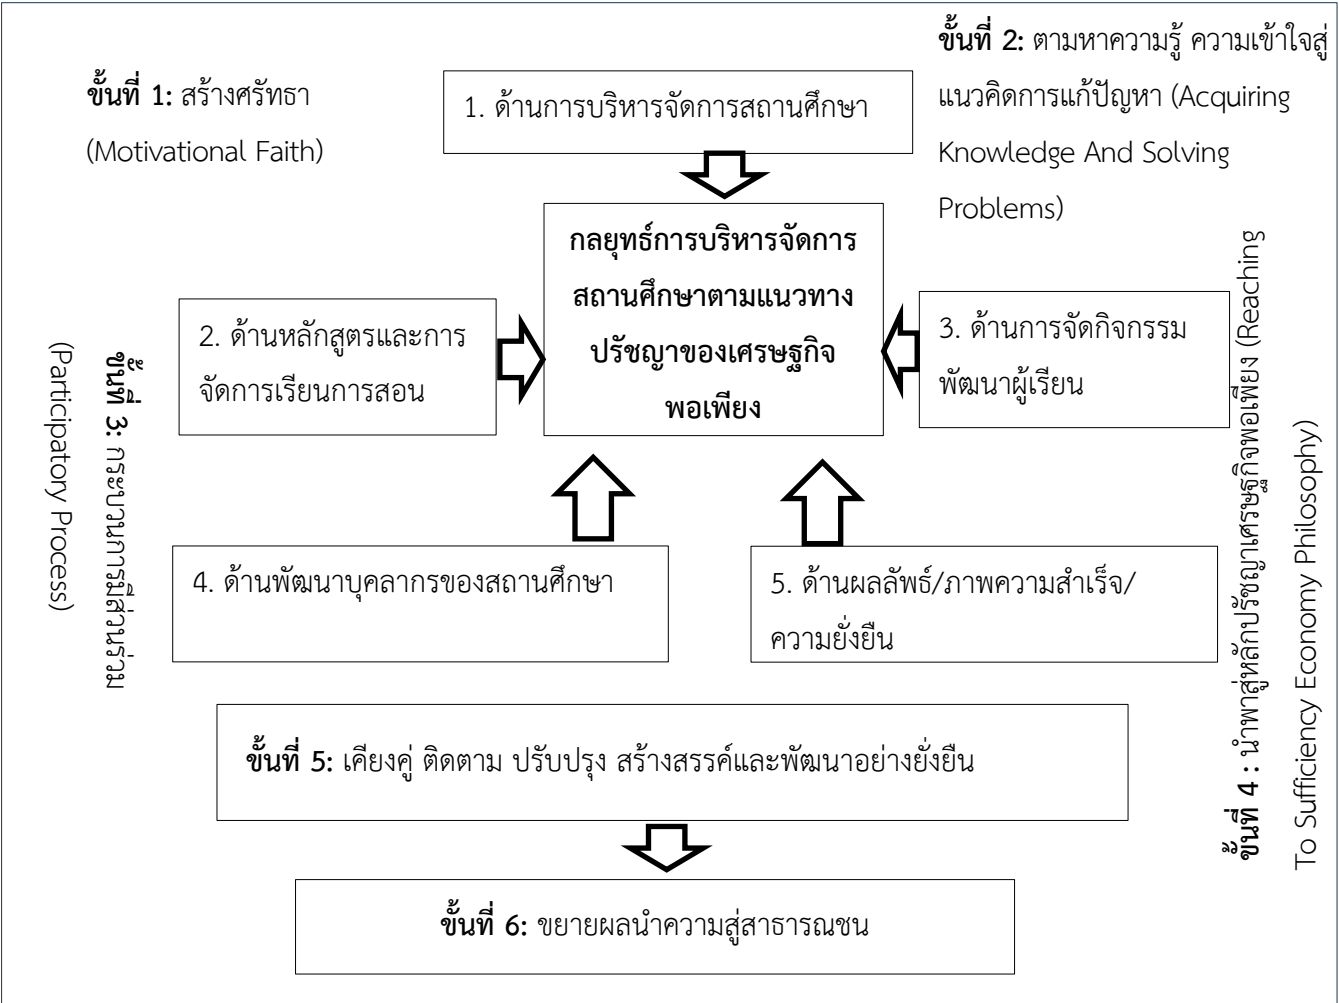 ขั้นที่ 1: สร้างศรัทธา
(Motivational Faith)
1. ด้านการบริหารจัดการสถานศึกษา
ขั้นที่ 2: ตามหาความรู้ ความเข้าใจสู่
แนวคิดการแก้ปัญหา (Acquiring
Knowledge And Solving
Problems)
กลยุทธ์การบริหารจัดการ
สถานศึกษาตามแนวทาง
ปรัชญาของเศรษฐกิจ
พอเพียง
2. ด้านหลักสูตรและการ
จัดการเรียนการสอน
3. ด้านการจัดกิจกรรม
พัฒนาผู้เรียน
ขั้นที่ 3: กระบวนการมีส่วนร่วม
(Participatory Process)
ขั้นที่ 4 : นำพาสู่หลักปรัชญาเศรษฐกิจพอเพียง (Reaching
To Sufficiency Economy Philosophy)
4. ด้านพัฒนาบุคลากรของสถานศึกษา
5. ด้านผลลัพธ์/ภาพความสำเร็จ/
ความยั่งยืน
ขั้นที่ 5: เคียงคู่ ติดตาม ปรับปรุง สร้างสรรค์และพัฒนาอย่างยั่งยืน
ขั้นที่ 6: ขยายผลนำความสู่สาธารณชน